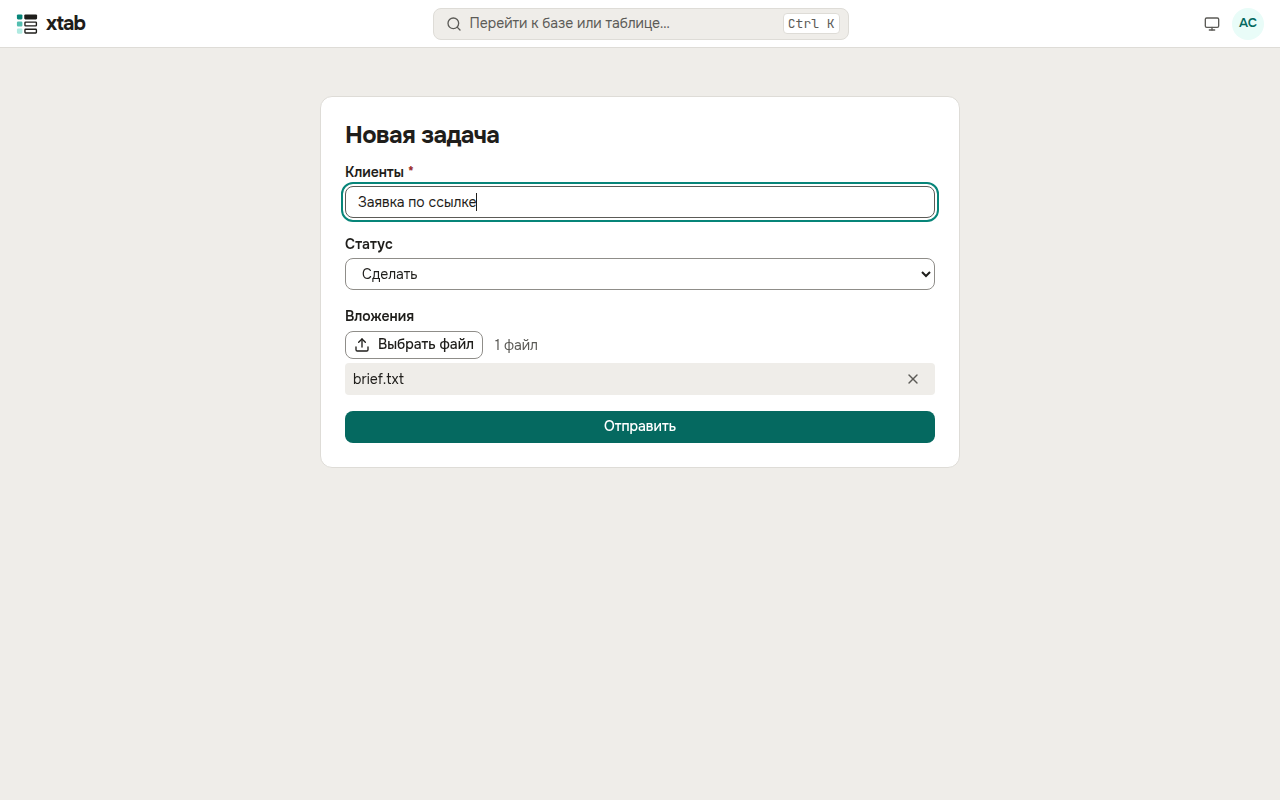 xtab
Перейти к базе или таблице...
Ctrl K
AC
Новая задача
Клиенты *
Заявка по ссылке
Статус
Сделать
Вложения
Выбрать файл
1 файл
brief.txt
Отправить